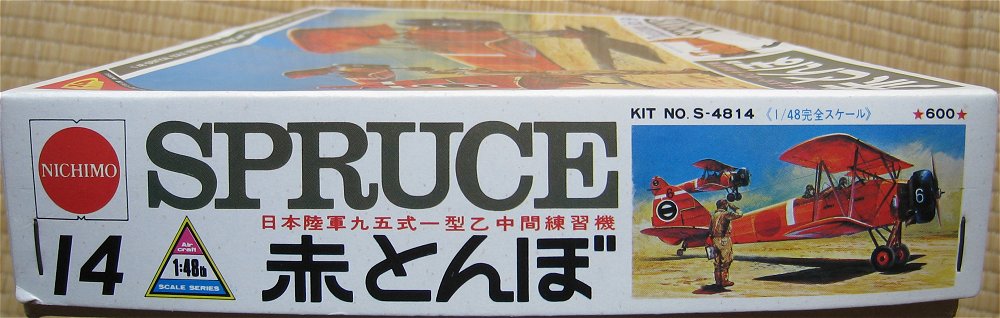 NICHIMO
SPRUCE
KIT NO. S-4814 《1/48完全スケール》 ★600★
日本陸軍九五式一型乙中間練習機
14
Air craft
1:48th
SCALE SERIES
赤とんぼ
6